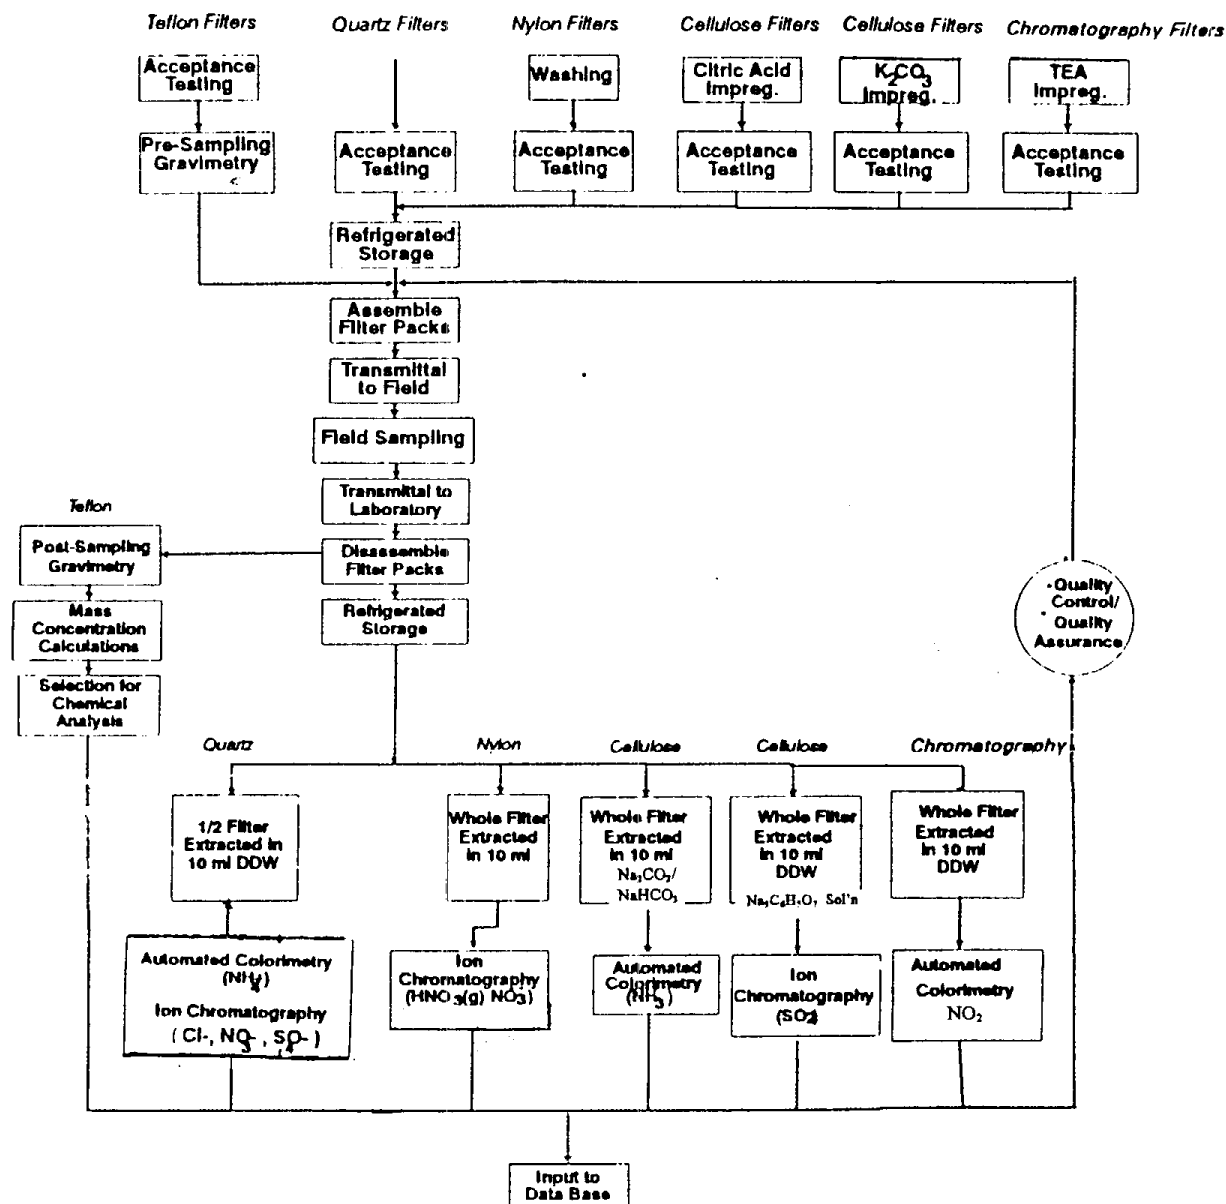 Teflon Filters
Quartz Filters
Nylon Filters
Cellulose Filters
Cellulose Filters
Chromatography Filters
Acceptance
Testing
Washing
Citric Acid
Impreg.
K2CO3
Impreg.
TEA
Impreg.
Pre-Sampling
Gravimetry
Acceptance
Testing
Acceptance
Testing
Acceptance
Testing
Acceptance
Testing
Acceptance
Testing
Refrigerated
Storage
Assemble
Filter Packs
Transmittal
to Field
Field Sampling
Transmittal to
Laboratory
Teflon
Post-Sampling
Gravimetry
Disassemble
Filter Packs
Mass
Concentration
Calculations
Refrigerated
Storage
Quality
Control/
Quality
Assurance
Selection for
Chemical
Analysis
Quartz
Nylon
Cellulose
Cellulose
Chromatography
1/2 Filter
Extracted in
10 ml DDW
Whole Filter
Extracted
in 10 ml
Whole Filter
Extracted
in 10 ml
NaHCO3
Whole Filter
Extracted
in 10 ml
DDW
Sol'n
Whole Filter
Extracted
in 10 ml
DDW
Automated Colorimetry
(NH4)
Ion Chromatography
(Cl-, NO3-, SO4-)
Ion
Chromatography
(HNO3(g) NO3)
Automated
Colorimetry
(NH3)
Ion
Chromatography
(SO2)
Automated
Colorimetry
NO2
Input to
Data Base